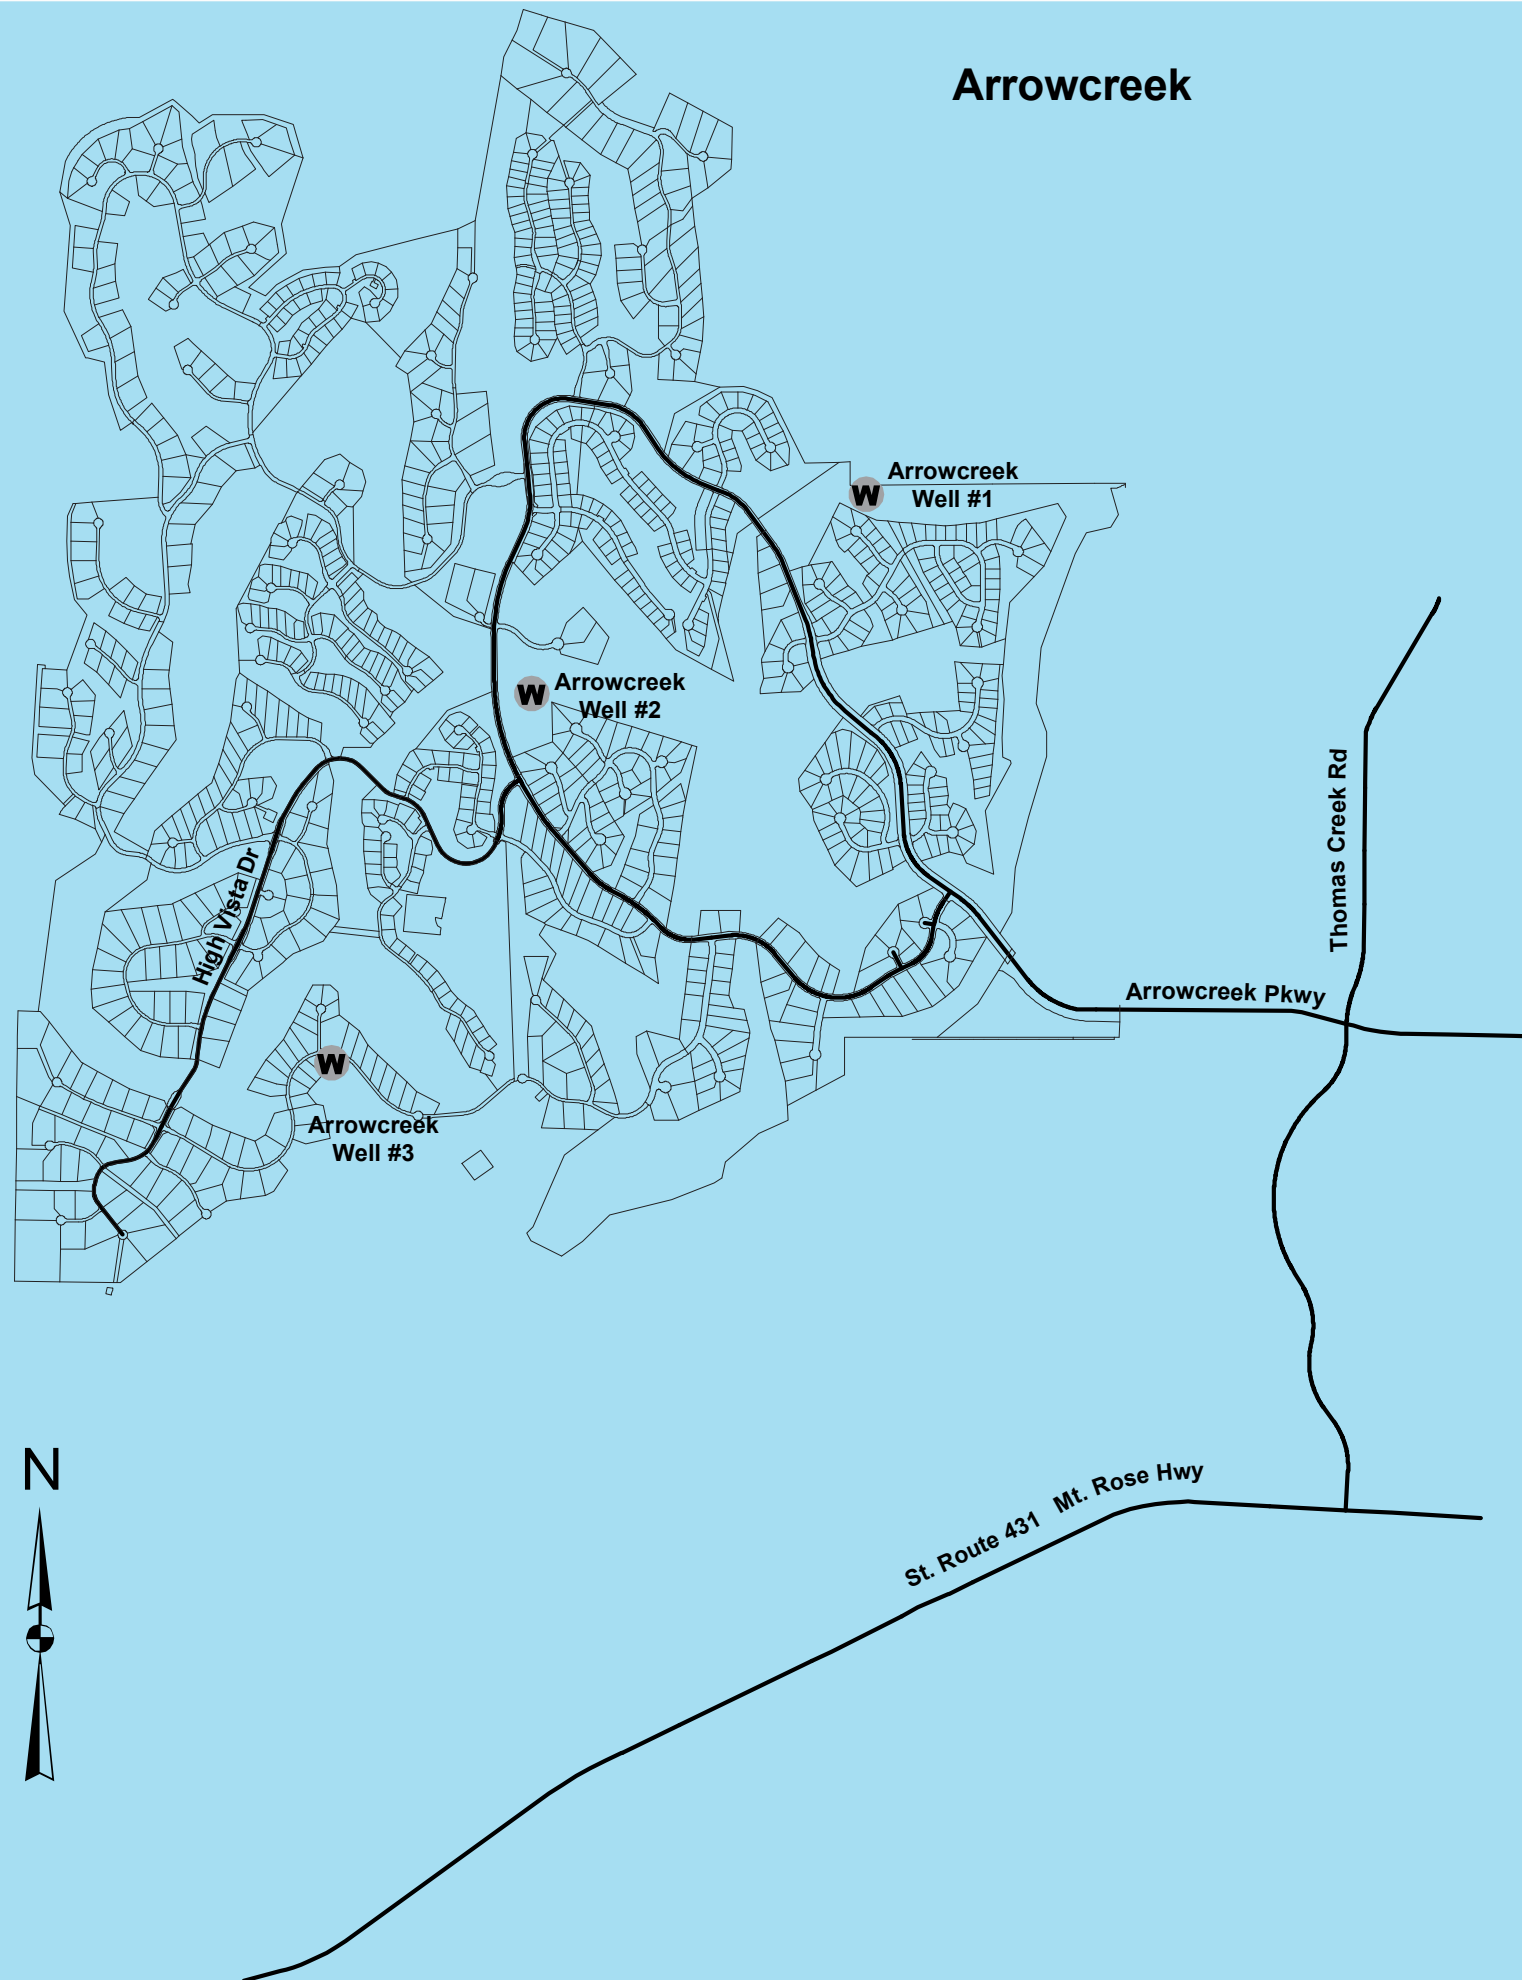 Arrowcreek
W
Arrowcreek
Well #1
W
Arrowcreek
Well #2
Thomas Creek Rd
High Vista Dr
Arrowcreek Pkwy
W
Arrowcreek
Well #3
N
St. Route 431 Mt. Rose Hwy